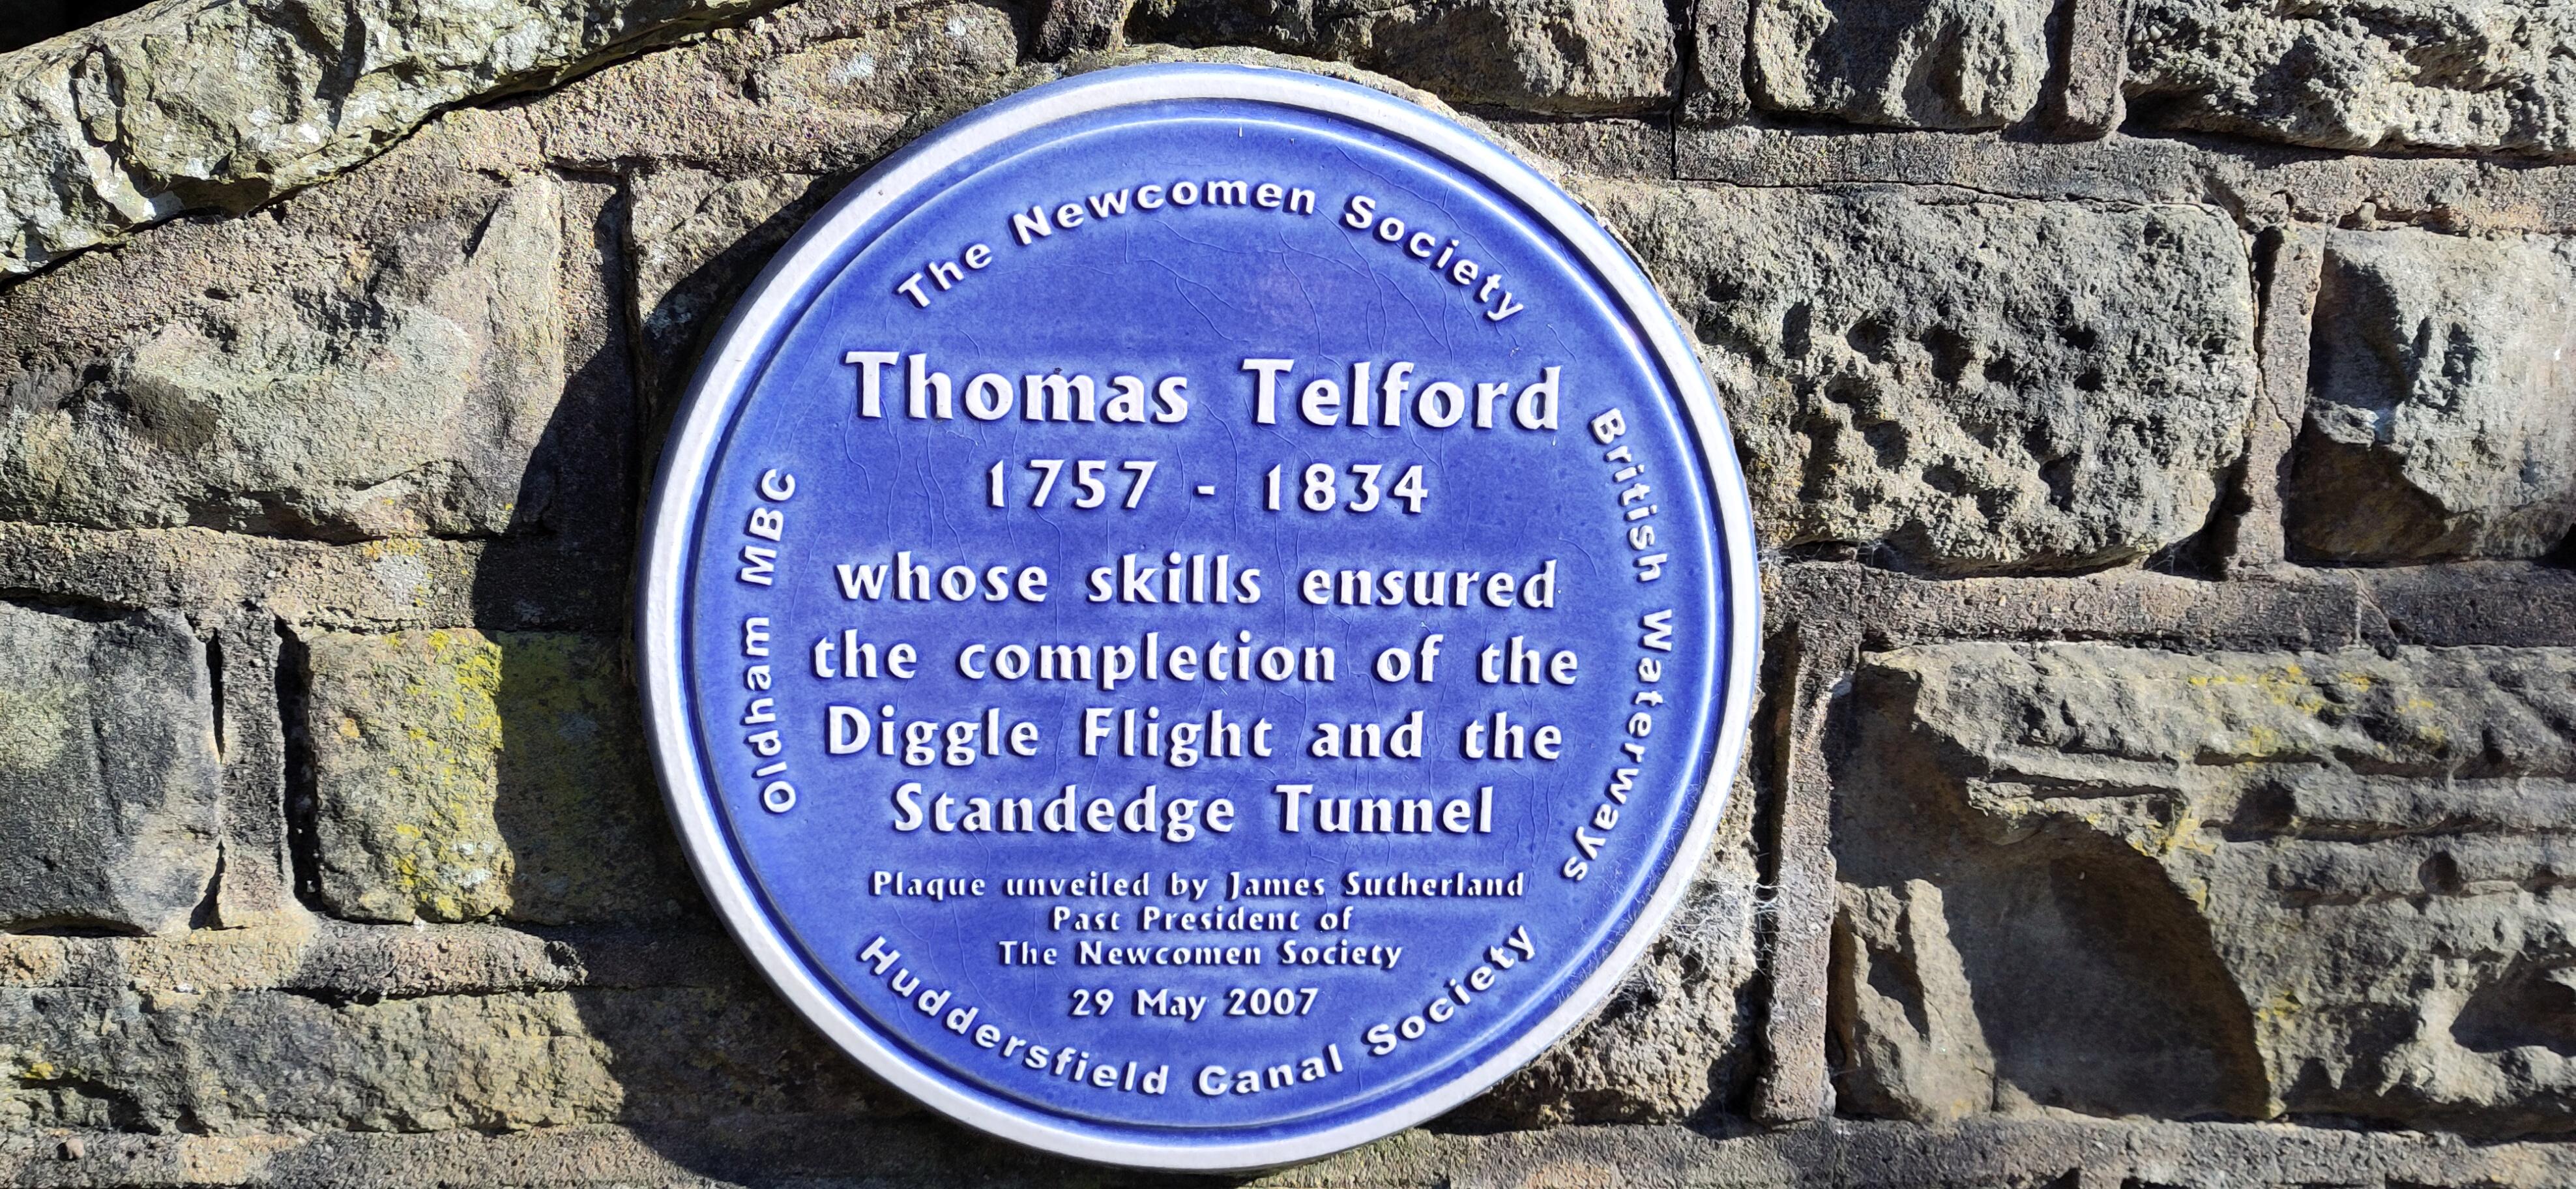 The Newcomen Society
Thomas Telford
1757 - 1834
whose skills ensured
the completion of the
Diggle Flight and the
Standedge Tunnel
Plaque unveiled by James Sutherland
Past President of
The Newcomen Society
29 May 2007
Oldham MBC
British Waterways
Huddersfield Canal Society